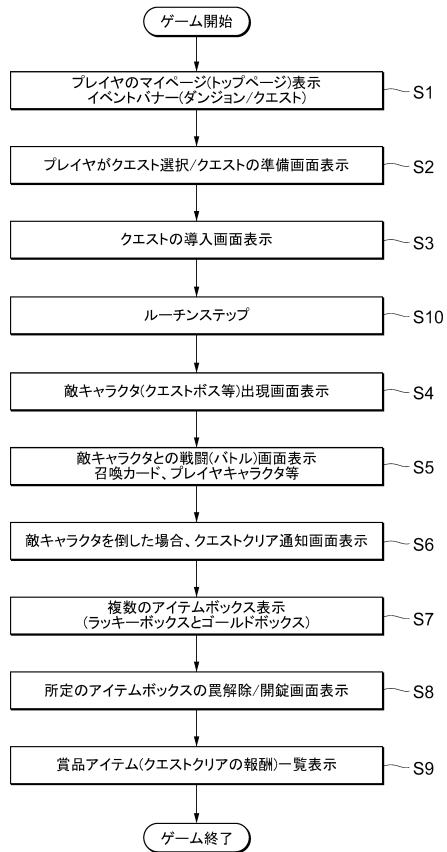 ゲーム開始
プレイヤのマイページ(トップページ)表示
イベントバナー(ダンジョン/クエスト)
S1
プレイヤがクエスト選択/クエストの準備画面表示
S2
クエストの導入画面表示
S3
ルーチンステップ
S10
敵キャラクタ(クエストボス等)出現画面表示
S4
敵キャラクタとの戦闘(バトル)画面表示
召喚カード、プレイヤキャラクタ等
S5
敵キャラクタを倒した場合、クエストクリア通知画面表示
S6
複数のアイテムボックス表示
(ラッキーボックスとゴールドボックス)
S7
所定のアイテムボックスの罠解除/開錠画面表示
S8
賞品アイテム(クエストクリアの報酬)一覧表示
S9
ゲーム終了